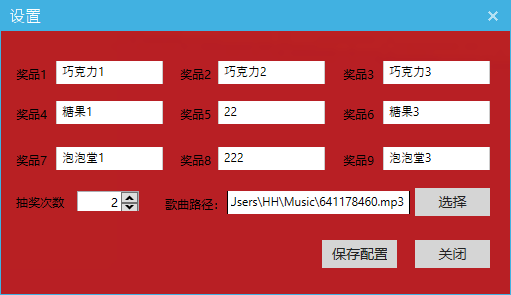 设置
奖品1 巧克力1 奖品2 巧克力2 奖品3 巧克力3
奖品4 糖果1 奖品5 22 奖品6 糖果3
奖品7 泡泡堂1 奖品8 222 奖品9 泡泡堂3
抽奖次数 2 歌曲路径： Jsers\HH\Music\641178460.mp3 选择
保存配置 关闭